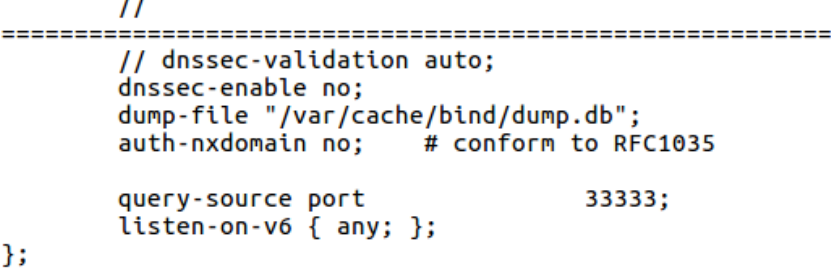 //
=========================================================
// dnssec-validation auto;
dnssec-enable no;
dump-file "/var/cache/bind/dump.db";
auth-nxdomain no;    # conform to RFC1035
query-source port                33333;
listen-on-v6 { any; };
};